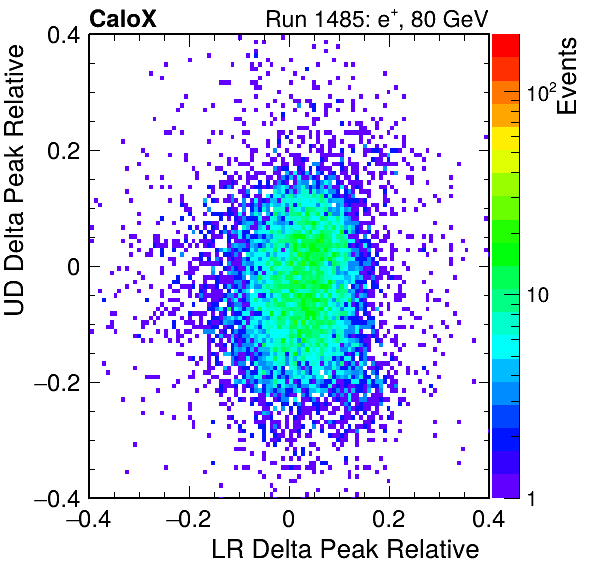 CaloX Run 1485: e⁺, 80 GeV
Events
10²
10
1
UD Delta Peak Relative
0.4
0.2
0
−0.2
−0.4
−0.4 −0.2 0 0.2 0.4
LR Delta Peak Relative